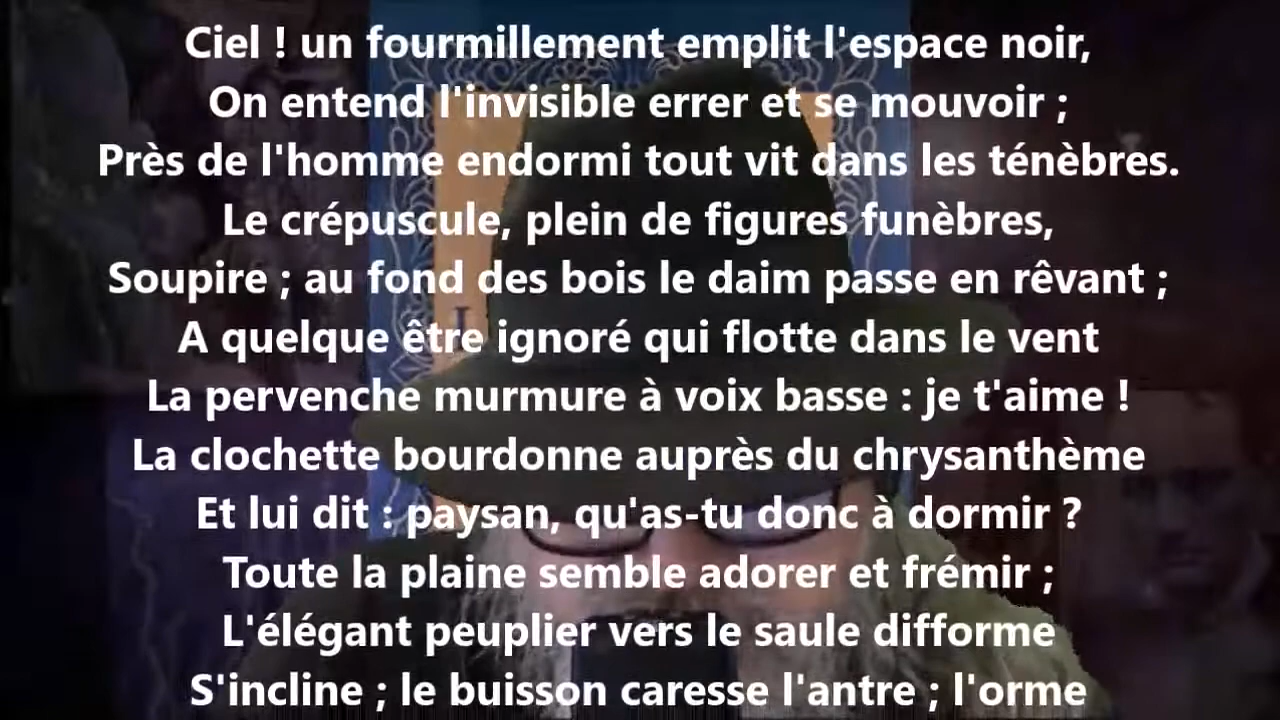 Ciel ! un fourmillement emplit l'espace noir,
On entend l'invisible errer et se mouvoir ;
Près de l'homme endormi tout vit dans les ténèbres.
Le crépuscule, plein de figures funèbres,
Soupire ; au fond des bois le daim passe en rêvant ;
A quelque être ignoré qui flotte dans le vent
La pervenche murmure à voix basse : je t'aime !
La clochette bourdonne auprès du chrysanthème
Et lui dit : paysan, qu'as-tu donc à dormir ?
Toute la plaine semble adorer et frémir ;
L'élégant peuplier vers le saule difforme
S'incline ; le buisson caresse l'antre ; l'orme